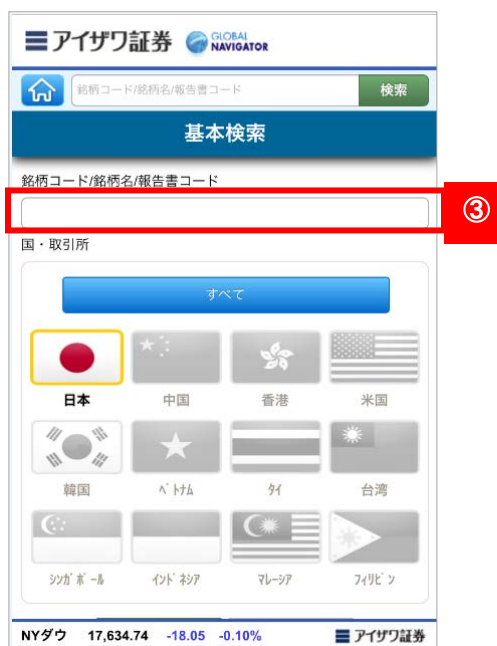 アイザワ証券 GLOBAL NAVIGATOR
銘柄コード/銘柄名/報告書コード 検索
基本検索
銘柄コード/銘柄名/報告書コード
③
国・取引所
すべて
日本 中国 香港 米国
韓国 ﾍﾞﾄﾅﾑ ﾀｲ 台湾
ｼﾝｶﾞﾎﾟｰﾙ ｲﾝﾄﾞﾈｼｱ ﾏﾚｰｼｱ ﾌｨﾘﾋﾟﾝ
NYダウ 17,634.74 -18.05 -0.10% アイザワ証券